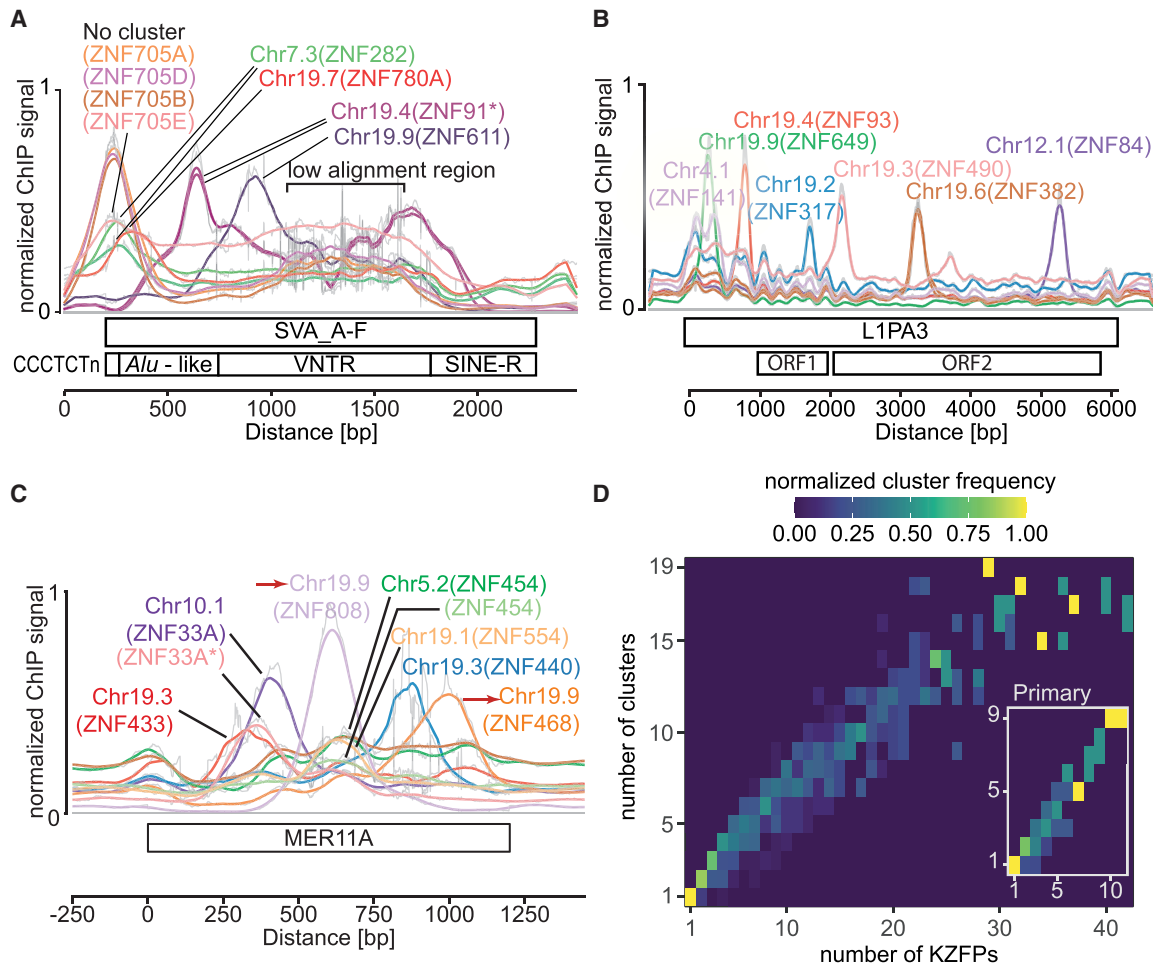 A
No cluster
(ZNF705A)
(ZNF705D)
(ZNF705B)
(ZNF705E)
Chr7.3(ZNF282)
Chr19.7(ZNF780A)
Chr19.4(ZNF91*)
Chr19.9(ZNF611)
low alignment region
normalized ChIP signal
1
0
SVA_A-F
CCCTCTn
Alu - like
VNTR
SINE-R
0 500 1000 1500 2000
Distance [bp]
B
Chr19.4(ZNF93)
Chr19.9(ZNF649)
Chr12.1(ZNF84)
Chr4.1
(ZNF141)
Chr19.2
(ZNF317)
Chr19.3(ZNF490)
Chr19.6(ZNF382)
normalized ChIP signal
1
0
L1PA3
ORF1
ORF2
0 1000 2000 3000 4000 5000 6000
Distance [bp]
C
Chr19.9
(ZNF808)
Chr5.2(ZNF454)
(ZNF454)
Chr10.1
(ZNF33A)
(ZNF33A*)
Chr19.1(ZNF554)
Chr19.3(ZNF440)
Chr19.3
(ZNF433)
Chr19.9
(ZNF468)
normalized ChIP signal
1
0
MER11A
-250 0 250 500 750 1000 1250
Distance [bp]
D
normalized cluster frequency
0.00 0.25 0.50 0.75 1.00
number of clusters
19
15
10
5
1
Primary
9
5
1
1 5 10
1 10 20 30 40
number of KZFPs